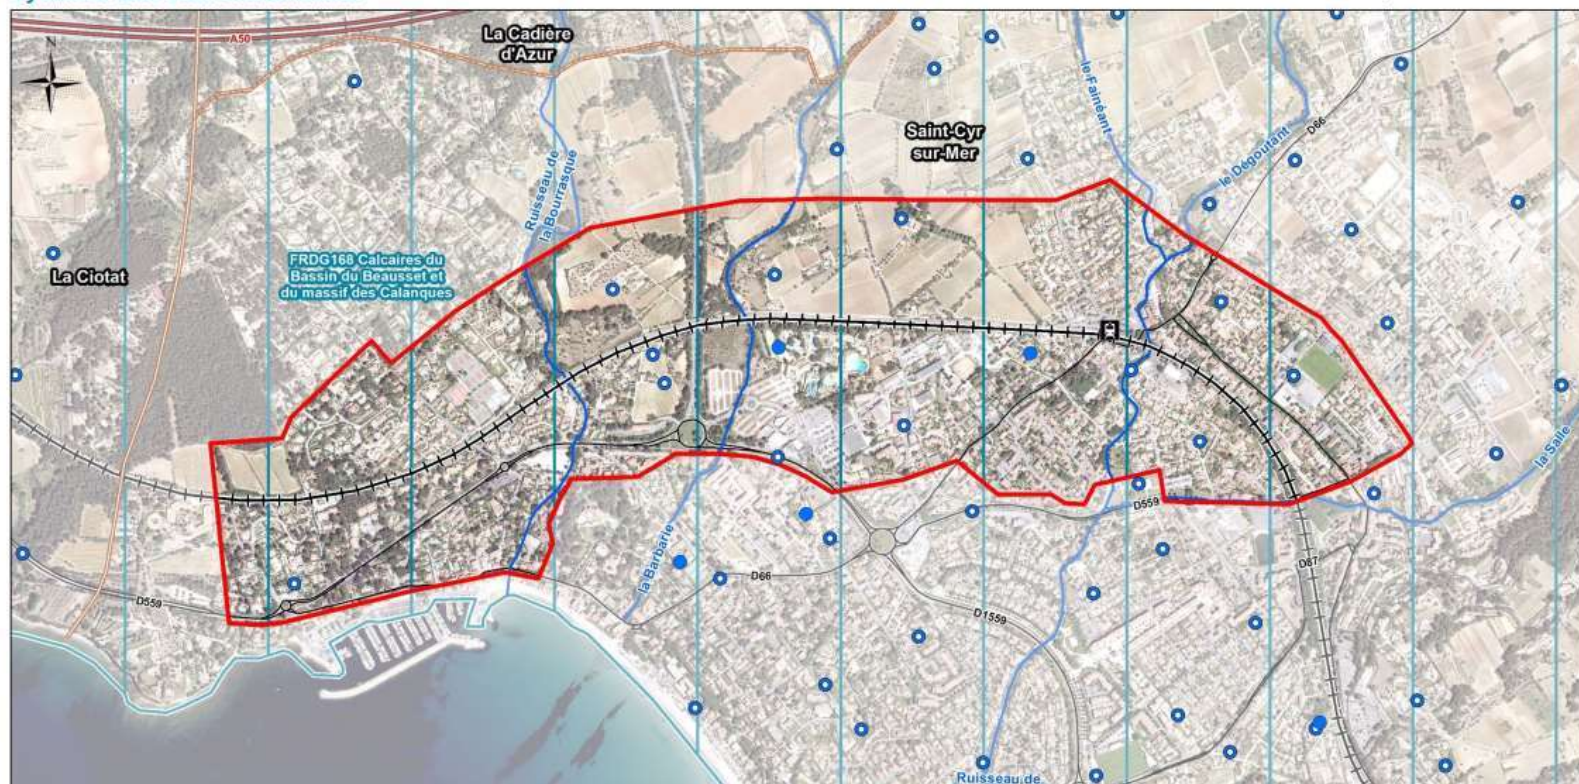 A50
La Cadière
d'Azur
N
le Fainéant
D66
Saint-Cyr
sur-Mer
le Dégoutant
Ruisseau de
la Bourrasque
La Ciotat
FRDG168 Calcaires du
Bassin du Beausset et
du massif des Calanques
la Salle
D559
D559
la Barbarie
D66
D87
D1559
Ruisseau de